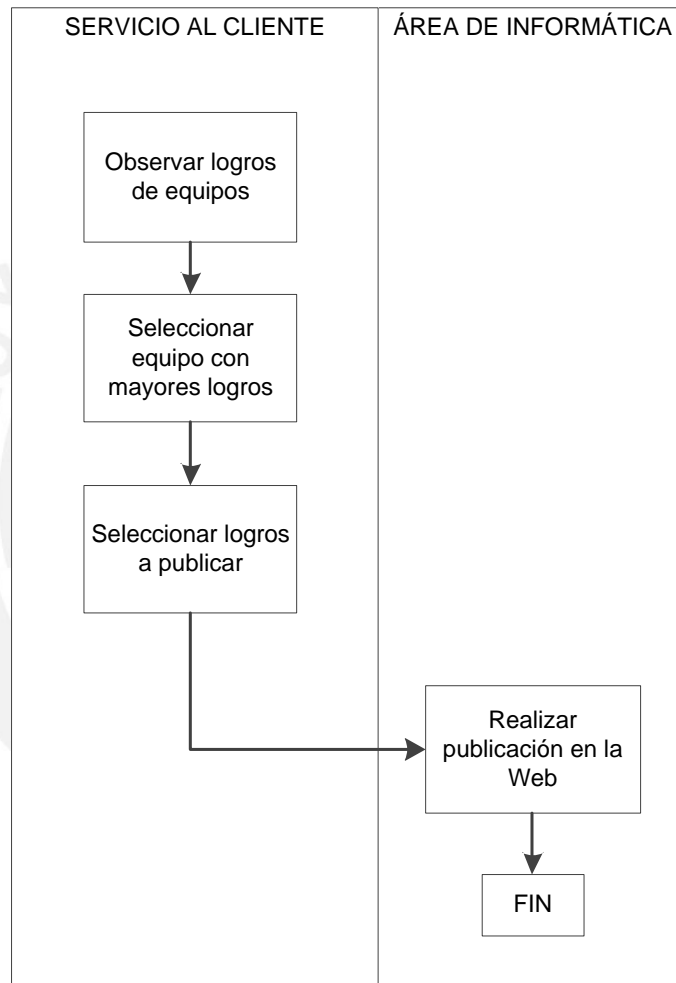 SERVICIO AL CLIENTE
ÁREA DE INFORMÁTICA
Observar logros
de equipos
Seleccionar
equipo con
mayores logros
Seleccionar logros
a publicar
Realizar
publicación en la
Web
FIN